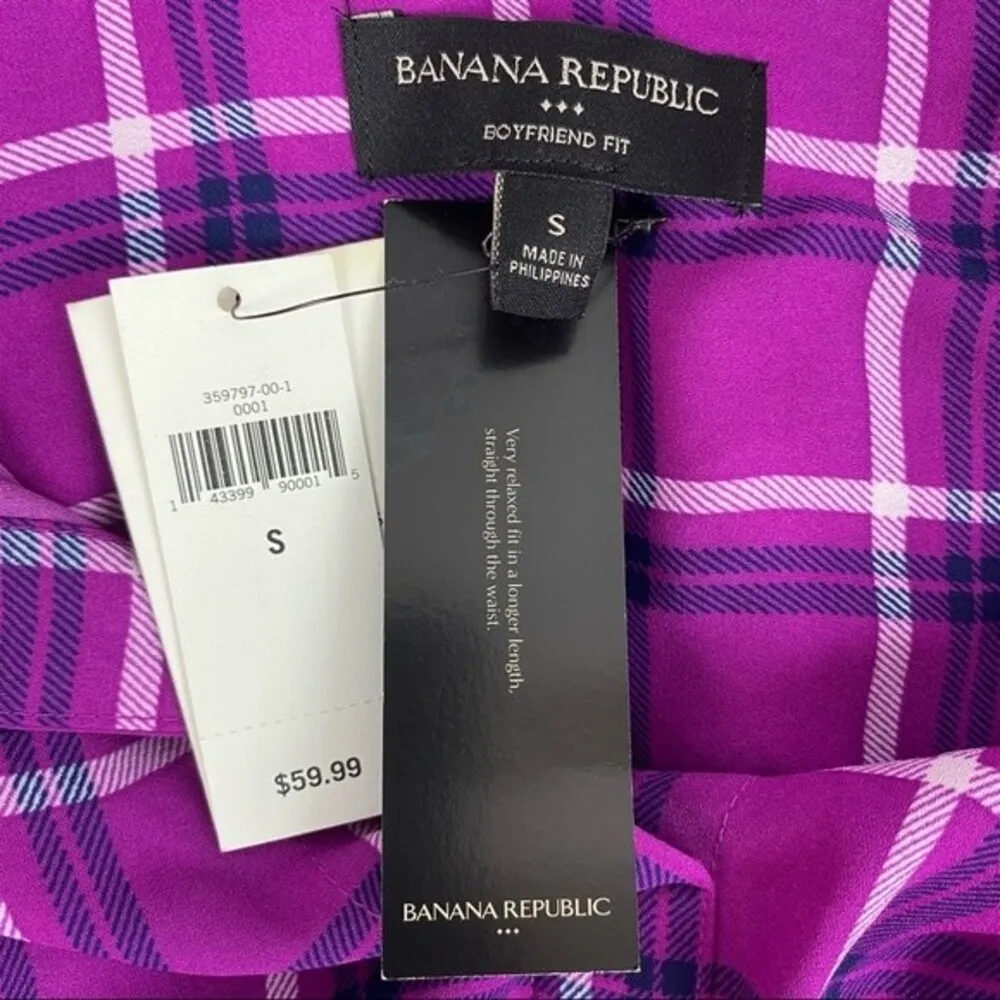 BANANA REPUBLIC
BOYFRIEND FIT
S
MADE IN
PHILIPPINES
359797-00-1
0001
1 43399 90001 5
S
$59.99
Very relaxed fit in a longer length,
straight through the waist.
BANANA REPUBLIC